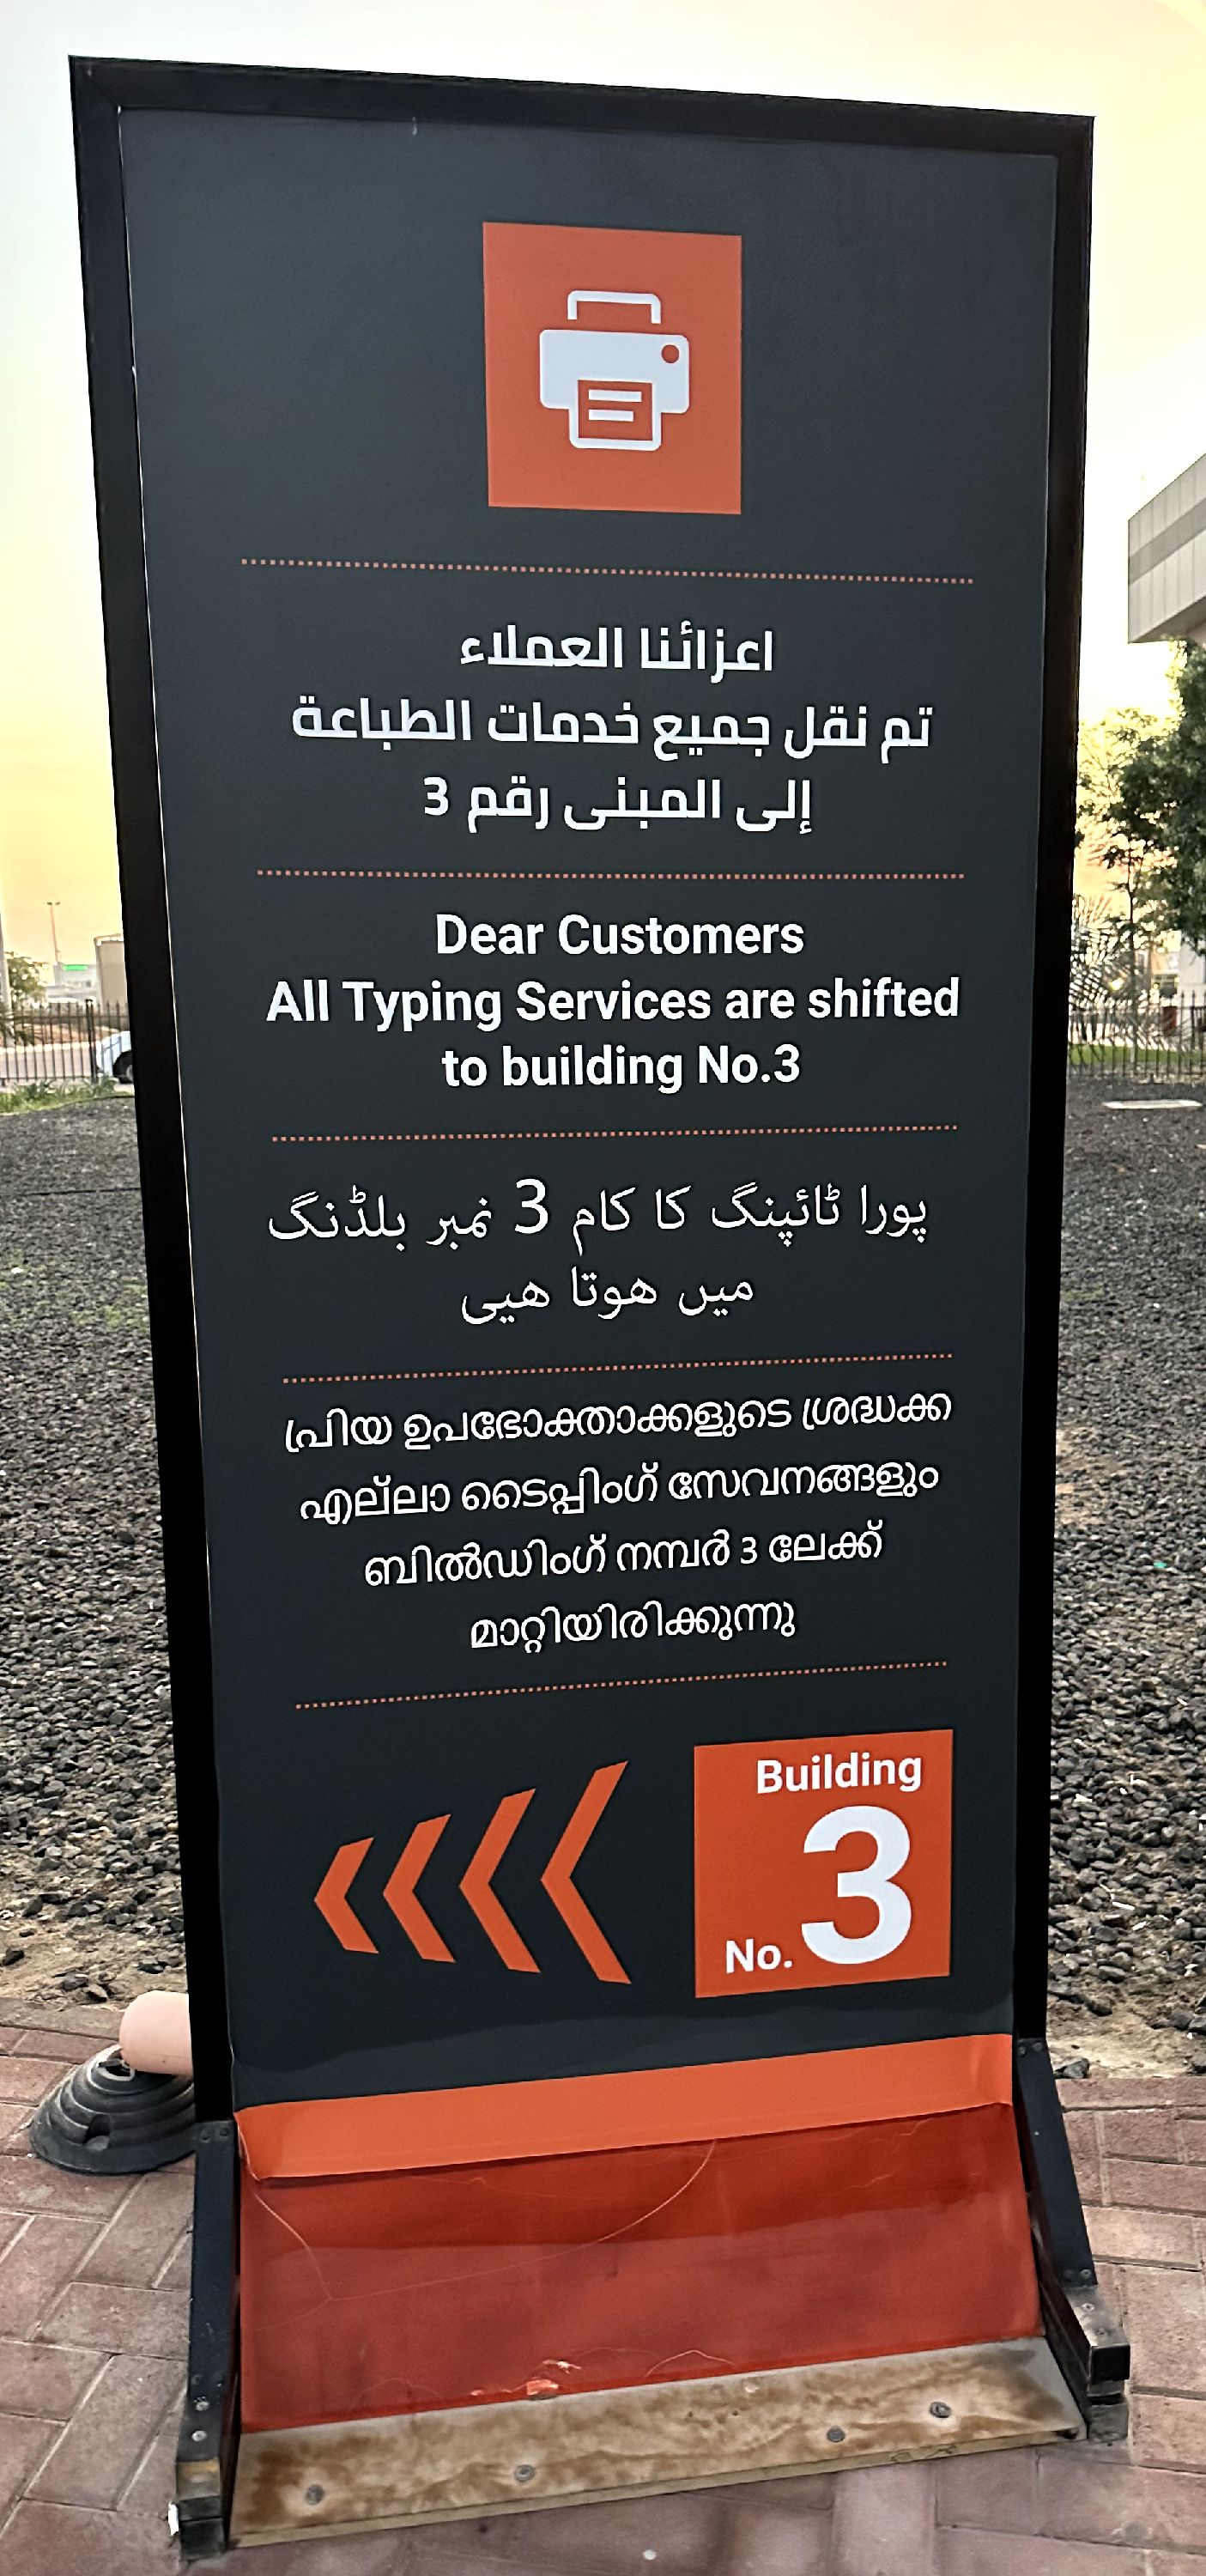 اعزائنا العملاء
تم نقل جميع خدمات الطباعة
إلى المبنى رقم 3
Dear Customers
All Typing Services are shifted
to building No.3
پورا ٹائپنگ کا کام 3 نمبر بلڈنگ
میں ھوتا ھیی
പ്രിയ ഉപഭോക്താക്കളുടെ ശ്രദ്ധക്ക
എല്ലാ ടൈപ്പിംഗ് സേവനങ്ങളും
ബിൽഡിംഗ് നമ്പർ 3 ലേക്ക്
മാറ്റിയിരിക്കുന്നു
Building
No. 3